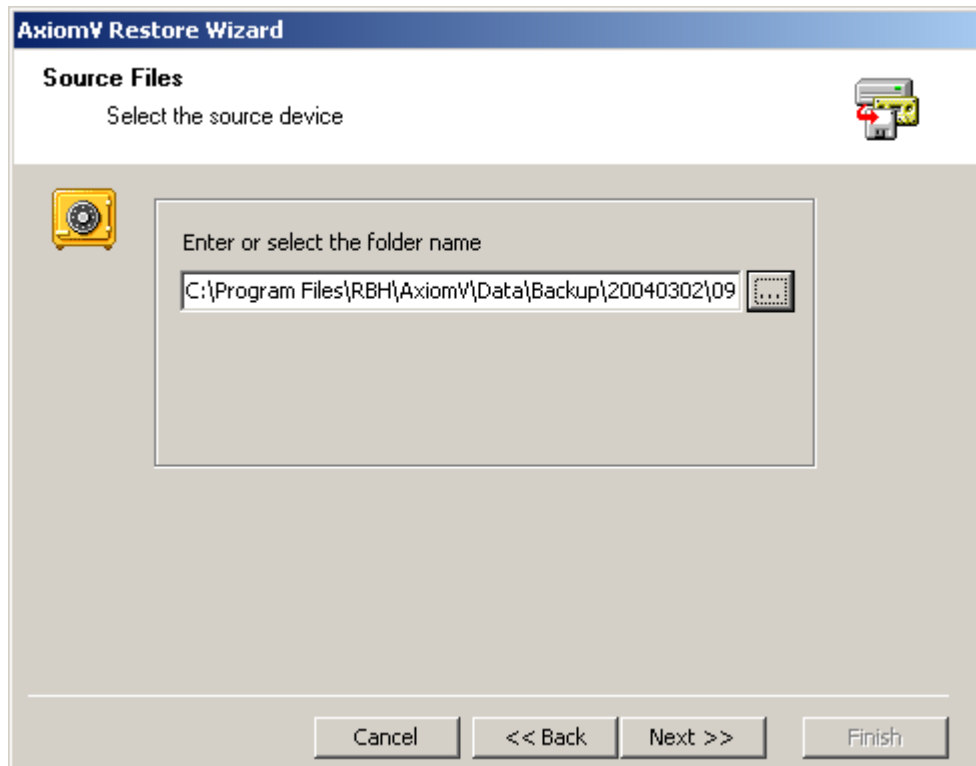 AxiomV Restore Wizard
Source Files
Select the source device
Enter or select the folder name
C:\Program Files\RBH\AxiomV\Data\Backup\20040302\09
...
Cancel
<< Back
Next >>
Finish